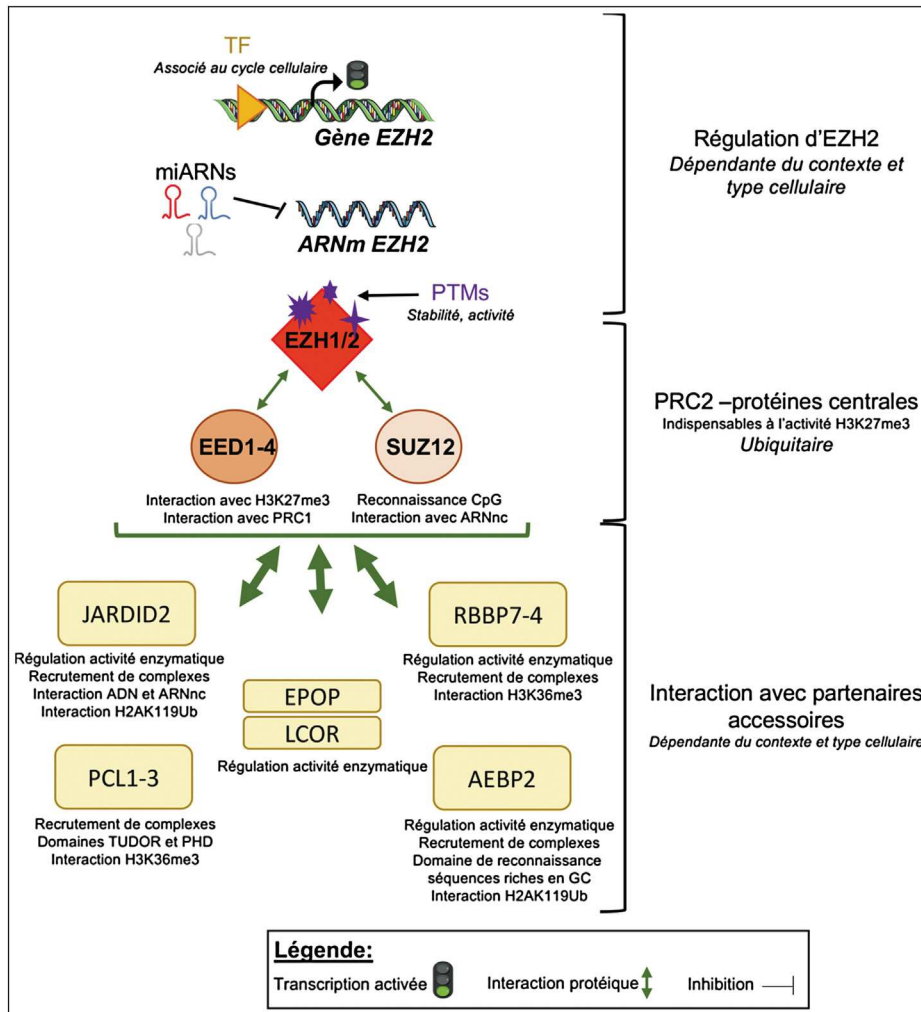 TF
Associé au cycle cellulaire
Gène EZH2
miARNs
ARNm EZH2
PTMs
Stabilité, activité
EZH1/2
EED1-4
SUZ12
Interaction avec H3K27me3
Interaction avec PRC1
Reconnaissance CpG
Interaction avec ARNnc
JARDID2
Régulation activité enzymatique
Recrutement de complexes
Interaction ADN et ARNnc
Interaction H2AK119Ub
RBBP7-4
Régulation activité enzymatique
Recrutement de complexes
Interaction H3K36me3
EPOP
LCOR
Régulation activité enzymatique
PCL1-3
Recrutement de complexes
Domaines TUDOR et PHD
Interaction H3K36me3
AEBP2
Régulation activité enzymatique
Recrutement de complexes
Domaine de reconnaissance
séquences riches en GC
Interaction H2AK119Ub
Régulation d'EZH2
Dépendante du contexte et
type cellulaire
PRC2 –protéines centrales
Indispensables à l'activité H3K27me3
Ubiquitaire
Interaction avec partenaires
accessoires
Dépendante du contexte et type cellulaire
Légende:
Transcription activée
Interaction protéique
Inhibition